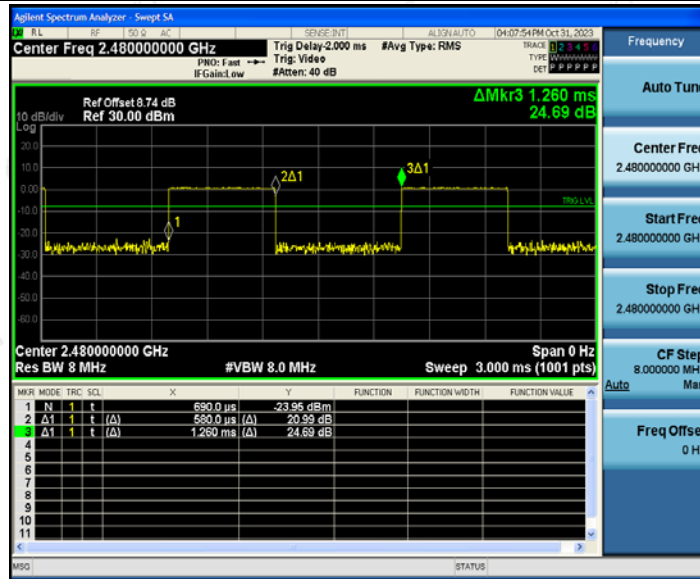 Agilent Spectrum Analyzer - Swept SA
RL RF 50 Ω AC SENSE:INT ALIGN AUTO 04:07:54 PM Oct 31, 2023
Center Freq 2.480000000 GHz
Trig Delay-2.000 ms #Avg Type: RMS
TRACE 1 2 3 4 5 6
PNO: Fast Trig: Video
TYPE
IFGain:Low #Atten: 40 dB
DET P P P P P P
ΔMkr3 1.260 ms
24.69 dB
Ref Offset 8.74 dB
10 dB/div Ref 30.00 dBm
Log
20.0
10.0
0.00
-10.0
-20.0
-30.0
-40.0
-50.0
-60.0
1
2Δ1
3Δ1
TRIG LVL
Center 2.480000000 GHz Span 0 Hz
Res BW 8 MHz #VBW 8.0 MHz Sweep 3.000 ms (1001 pts)
MKR MODE TRC SCL X Y FUNCTION FUNCTION WIDTH FUNCTION VALUE
1 N 1 t 690.0 µs -23.95 dBm
2 Δ1 1 t (Δ) 580.0 µs (Δ) 20.99 dB
3 Δ1 1 t (Δ) 1.260 ms (Δ) 24.69 dB
4
5
6
7
8
9
10
11
MSG STATUS
Frequency
Auto Tun
Center Fre
2.480000000 GH
Start Fre
2.480000000 GH
Stop Fre
2.480000000 GH
CF Ste
8.000000 MH
Auto Ma
Freq Offse
0 H